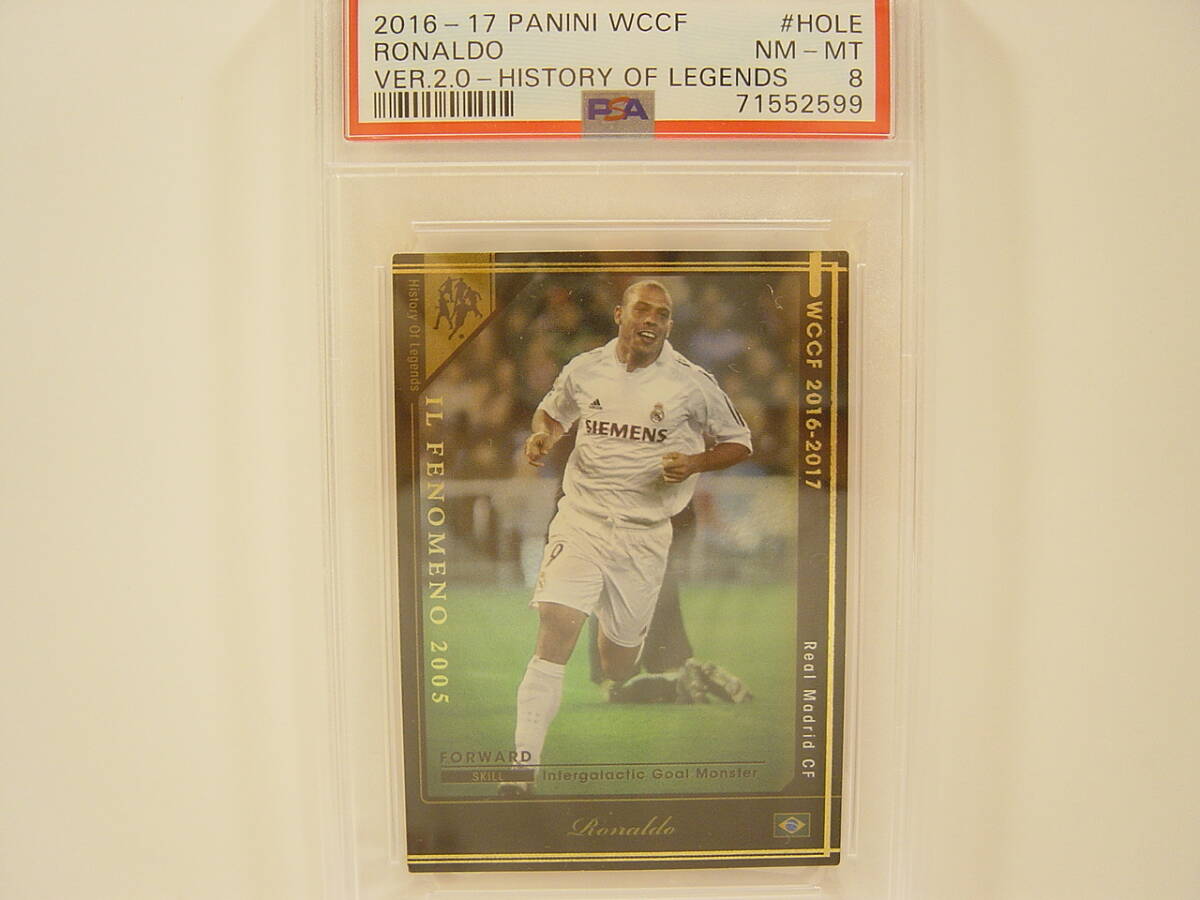 2016-17 PANINI WCCF #HOLE
RONALDO NM-MT
VER.2.0-HISTORY OF LEGENDS 8
PSA 71552599
History Of Legends
IL FENOMENO 2005
WCCF 2016-2017
Real Madrid CF
SIEMENS
9
FORWARD
SKILL Intergalactic Goal Monster
Ronaldo